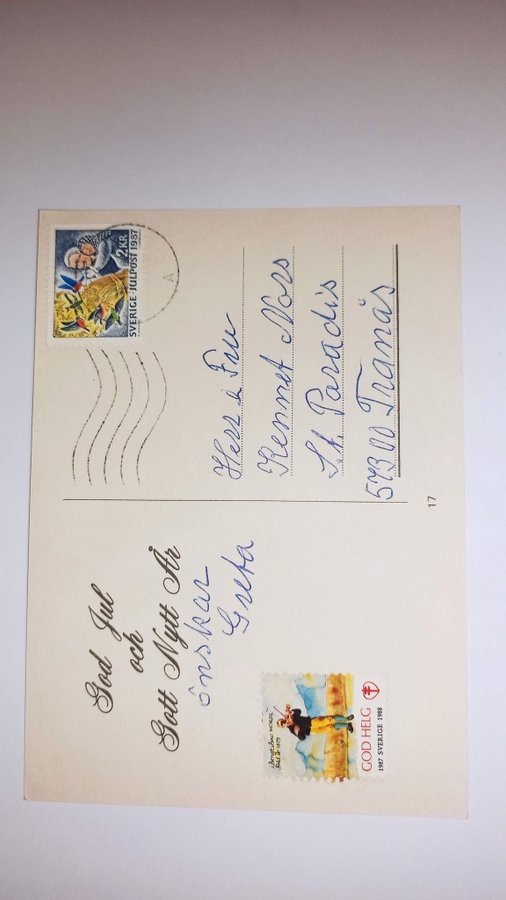 God Jul
och
Gott Nytt År
önskar
Greta
GOD HELG
1987 SVERIGE 1988
SVERIGE · JULPOST 1987
2 KR
A
Herr o Fru
Kennet Nors
St. Paradis
573 00 Tranås
17